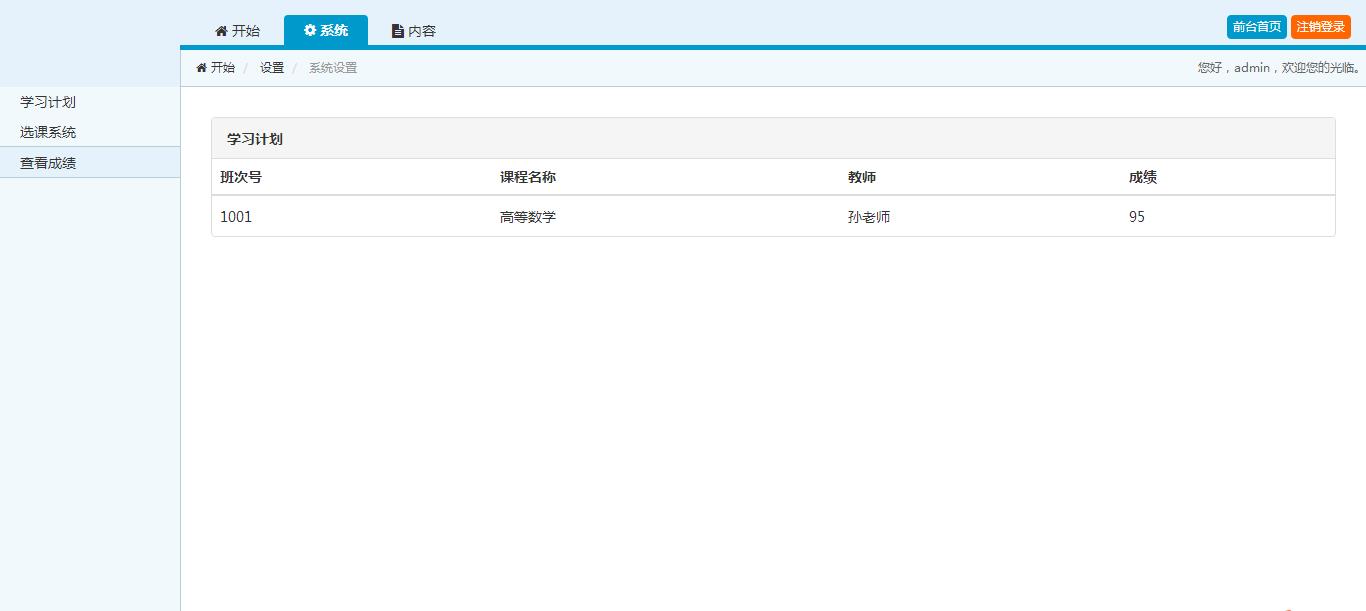 开始 系统 内容 前台首页 注销登录
开始 / 设置 / 系统设置 您好，admin，欢迎您的光临。
学习计划
选课系统
查看成绩
学习计划
班次号 课程名称 教师 成绩
1001 高等数学 孙老师 95